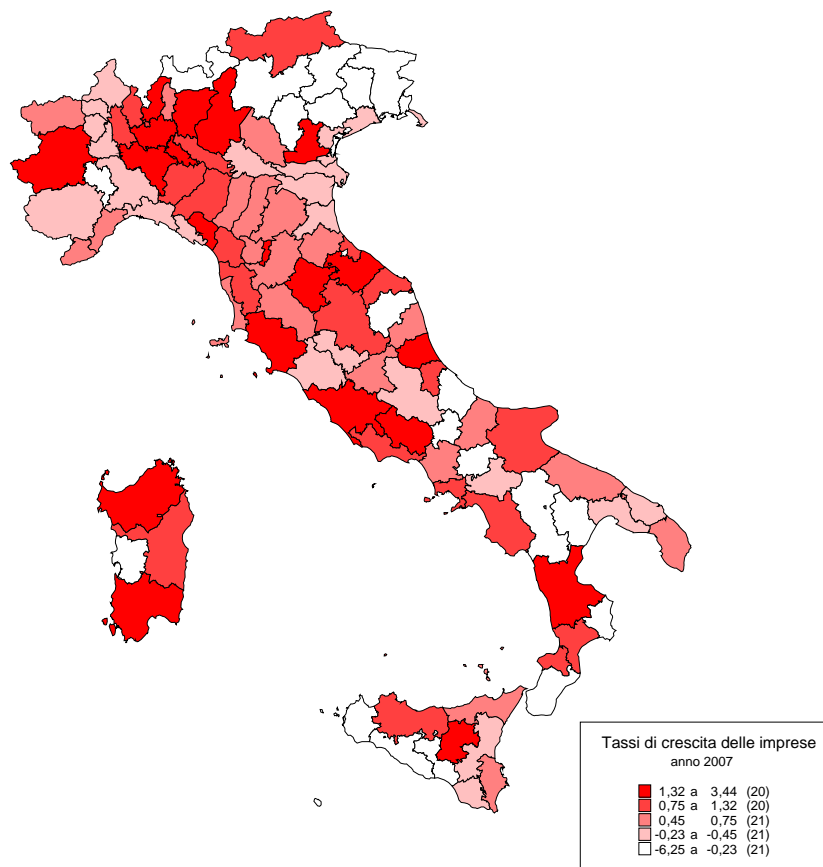 Tassi di crescita delle imprese
anno 2007
1,32 a 3,44 (20)
0,75 a 1,32 (20)
0,45 0,75 (21)
-0,23 a -0,45 (21)
-6,25 a -0,23 (21)